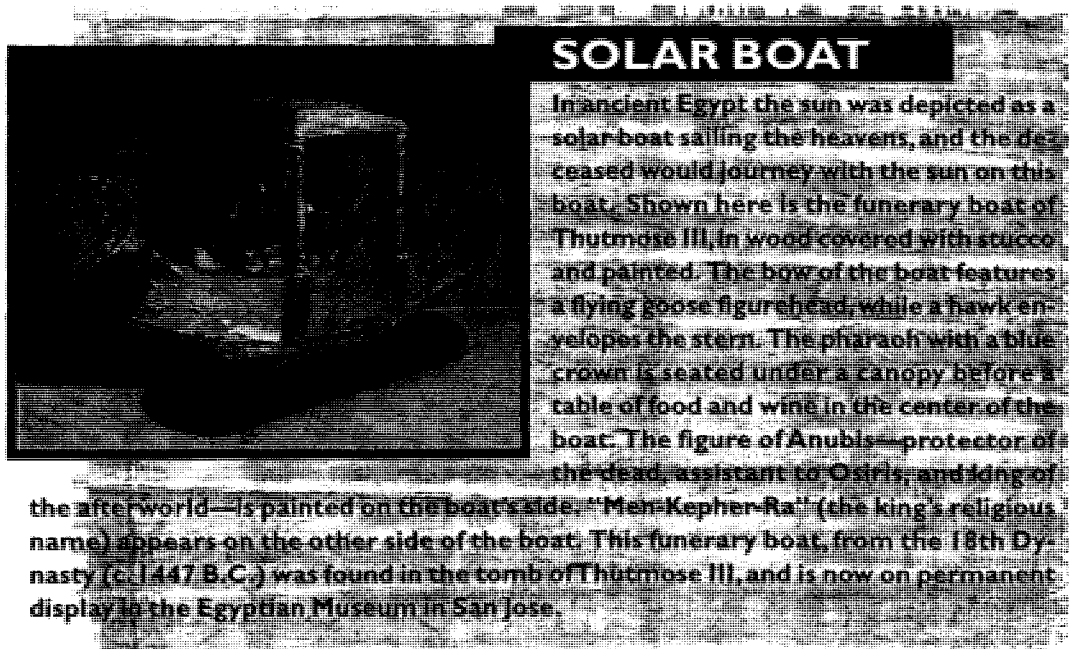 SOLAR BOAT
In ancient Egypt the sun was depicted as a
solar boat sailing the heavens, and the de-
ceased would journey with the sun on this
boat. Shown here is the funerary boat of
Thutmose III, in wood covered with stucco
and painted. The bow of the boat features
a flying goose figurehead, while a hawk en-
velopes the stern. The pharaoh with a blue
crown is seated under a canopy before a
table of food and wine in the center of the
boat. The figure of Anubis—protector of
the dead, assistant to Osiris, and king of
the afterworld—is painted on the boat's side. "Men-Kepher-Ra" (the king's religious
name) appears on the other side of the boat. This funerary boat, from the 18th Dy-
nasty (c. 1447 B.C.) was found in the tomb of Thutmose III, and is now on permanent
display in the Egyptian Museum in San Jose.